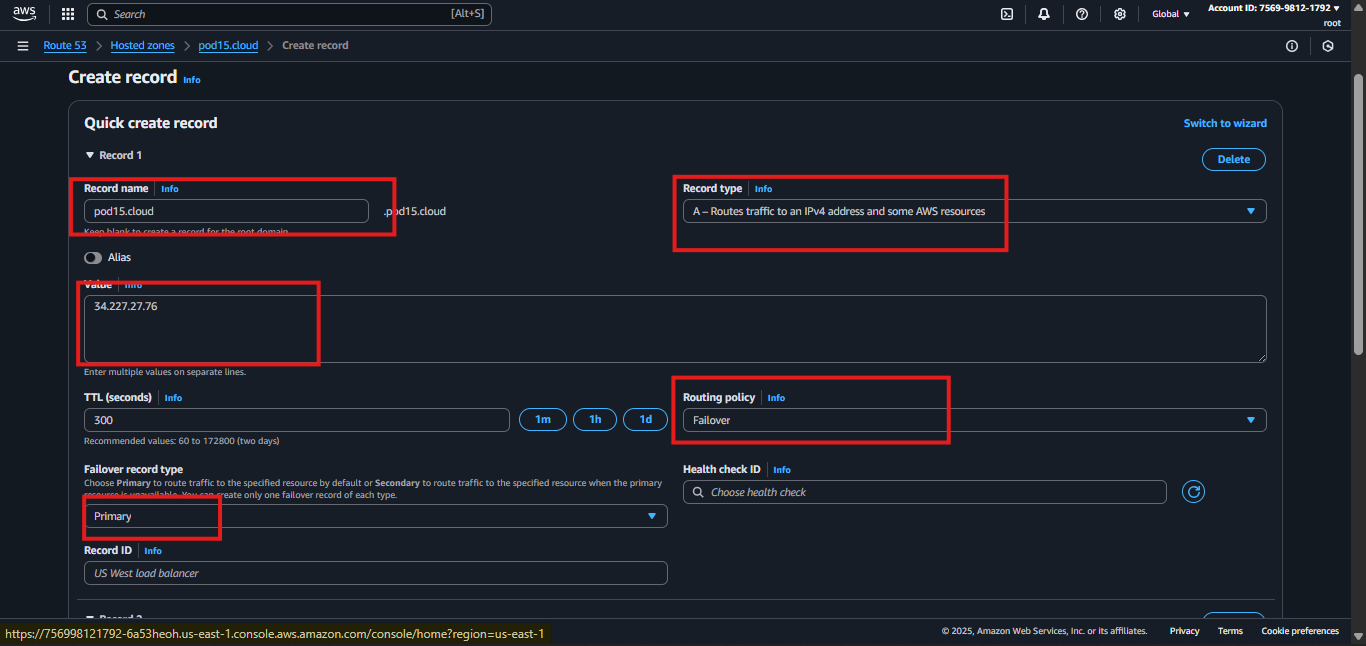 aws
Search [Alt+S]
Global
Account ID: 7569-9812-1792
root
Route 53 > Hosted zones > pod15.cloud > Create record
Create record Info
Quick create record
Switch to wizard
Record 1
Delete
Record name Info
Record type Info
pod15.cloud .pod15.cloud
A – Routes traffic to an IPv4 address and some AWS resources
Keep blank to create a record for the root domain.
Alias
Value Info
34.227.27.76
Enter multiple values on separate lines.
TTL (seconds) Info
Routing policy Info
300 1m 1h 1d
Failover
Recommended values: 60 to 172800 (two days)
Failover record type
Health check ID Info
Choose Primary to route traffic to the specified resource by default or Secondary to route traffic to the specified resource when the primary
resource is unavailable. You can create only one failover record of each type.
Choose health check
Primary
Record ID Info
US West load balancer
Record 2
https://756998121792-6a53heoh.us-east-1.console.aws.amazon.com/console/home?region=us-east-1
© 2025, Amazon Web Services, Inc. or its affiliates. Privacy Terms Cookie preferences